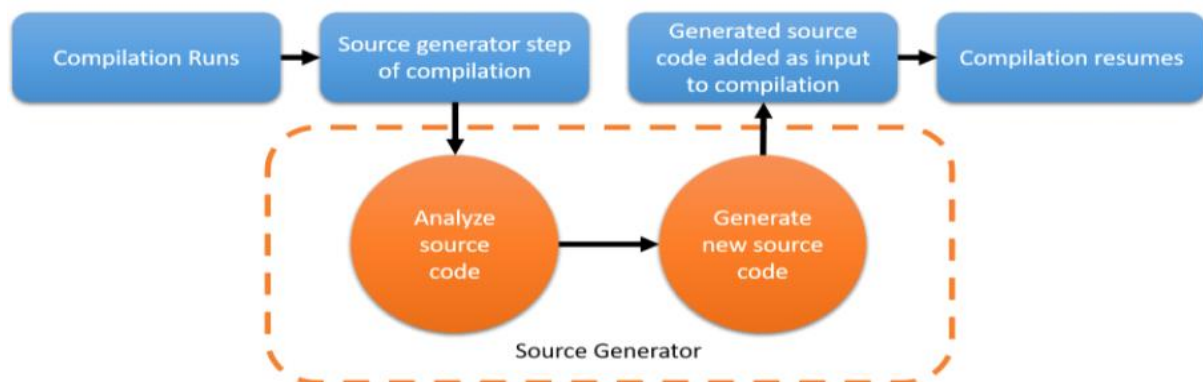 Compilation Runs
Source generator step
of compilation
Generated source
code added as input
to compilation
Compilation resumes
Analyze
source
code
Generate
new source
code
Source Generator